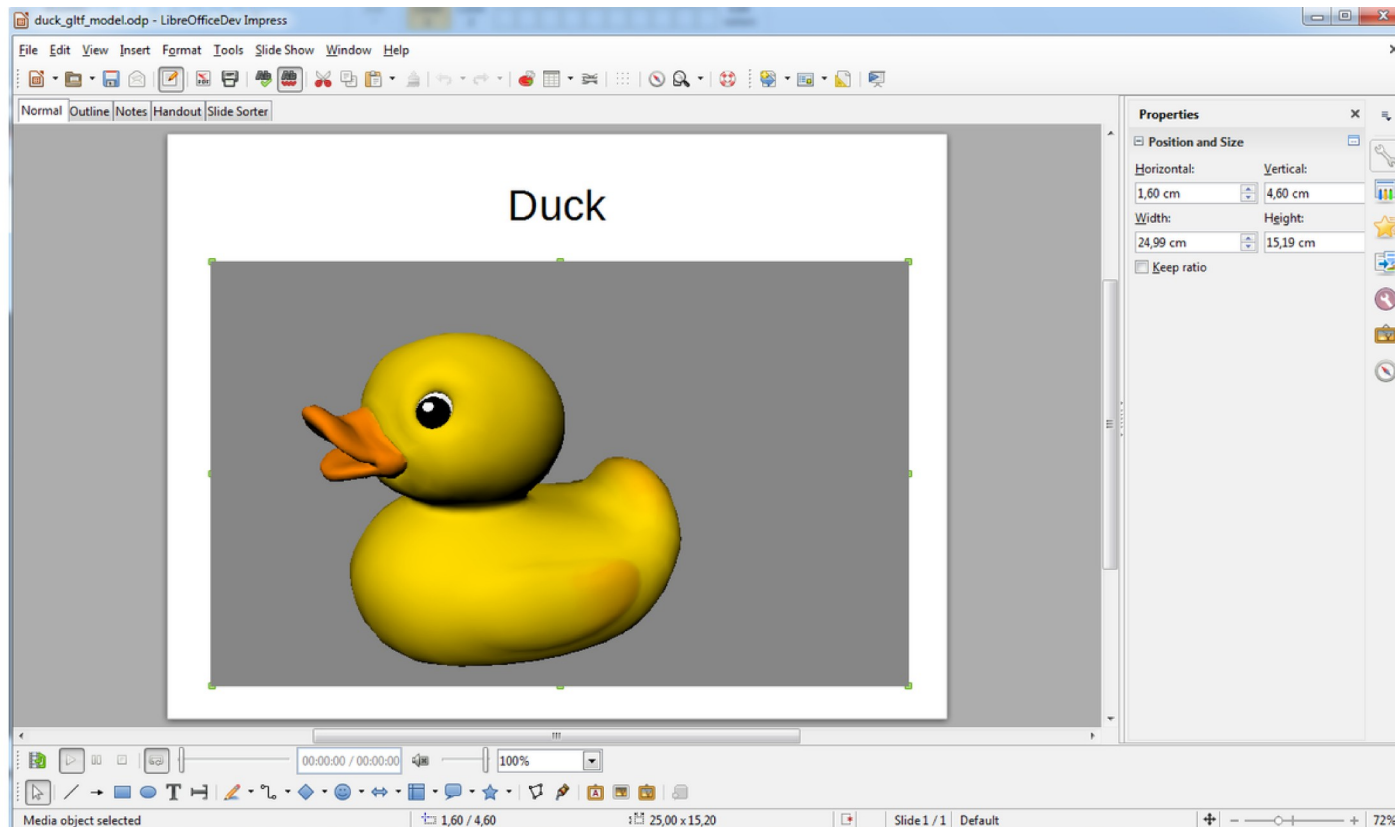 duck_gltf_model.odp - LibreOfficeDev Impress
File Edit View Insert Format Tools Slide Show Window Help
Normal Outline Notes Handout Slide Sorter
Properties
Position and Size
Horizontal: Vertical:
1,60 cm 4,60 cm
Width: Height:
24,99 cm 15,19 cm
Keep ratio
Duck
00:00:00 / 00:00:00 100%
Media object selected 1,60 / 4,60 25,00 x 15,20 Slide 1 / 1 Default 72%